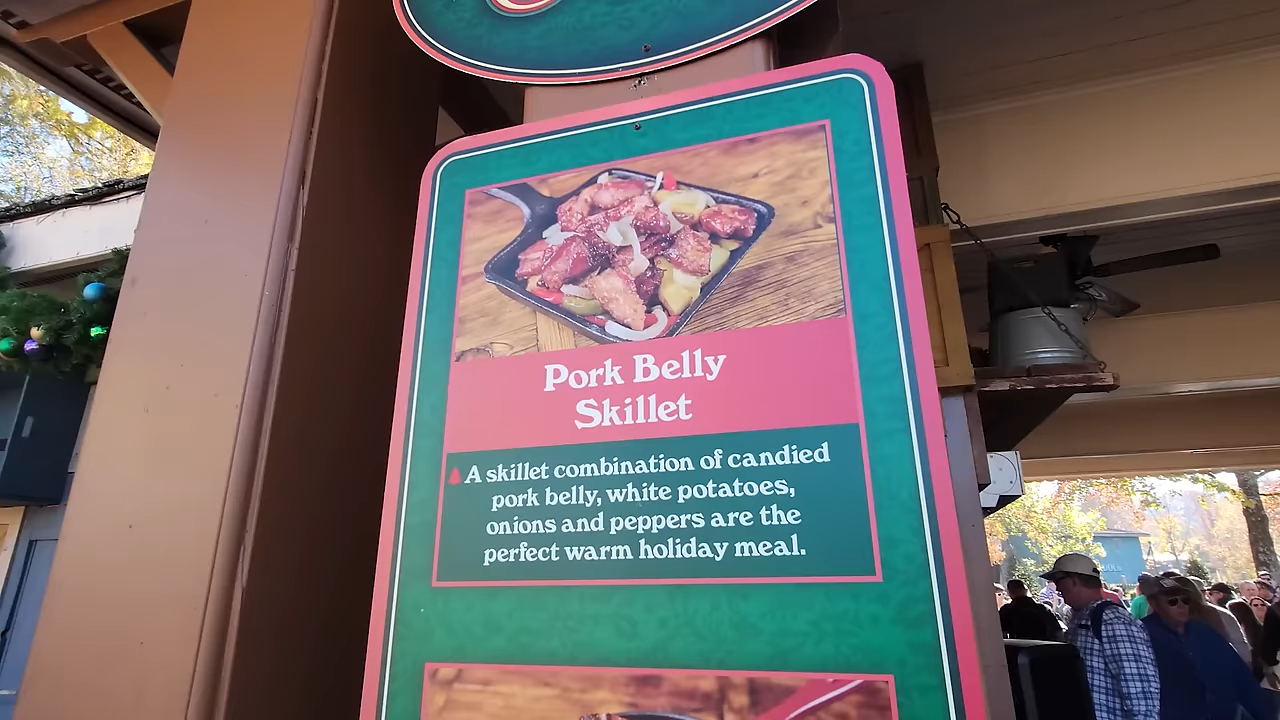 Pork Belly
Skillet
A skillet combination of candied
pork belly, white potatoes,
onions and peppers are the
perfect warm holiday meal.